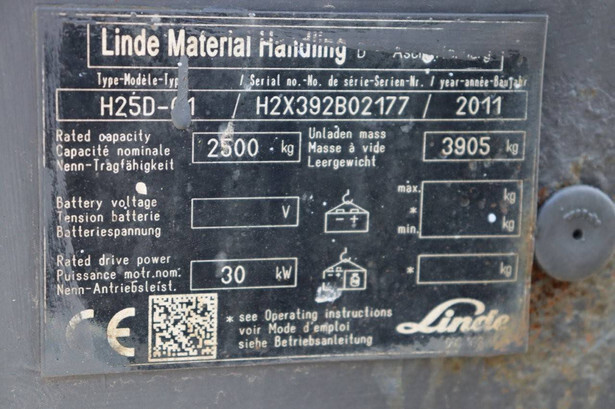 Linde Material Handling
Type-Modèle-Typ / Serial no.-No. de série-Serien-Nr. / year-année-Baujahr
H25D-01 / H2X392B02177 / 2011
Rated capacity
Capacité nominale
Nenn-Tragfähigkeit
2500 kg
Unladen mass
Masse à vide
Leergewicht
3905 kg
Battery voltage
Tension batterie
Batteriespannung
V
- +
max.
*
min.
kg
kg
Rated drive power
Puissance motr.nom:
Nenn-Antriebsleist.
30 kW
* kg
CE
* see Operating instructions
voir Mode d'emploi
siehe Betriebsanleitung
Linde